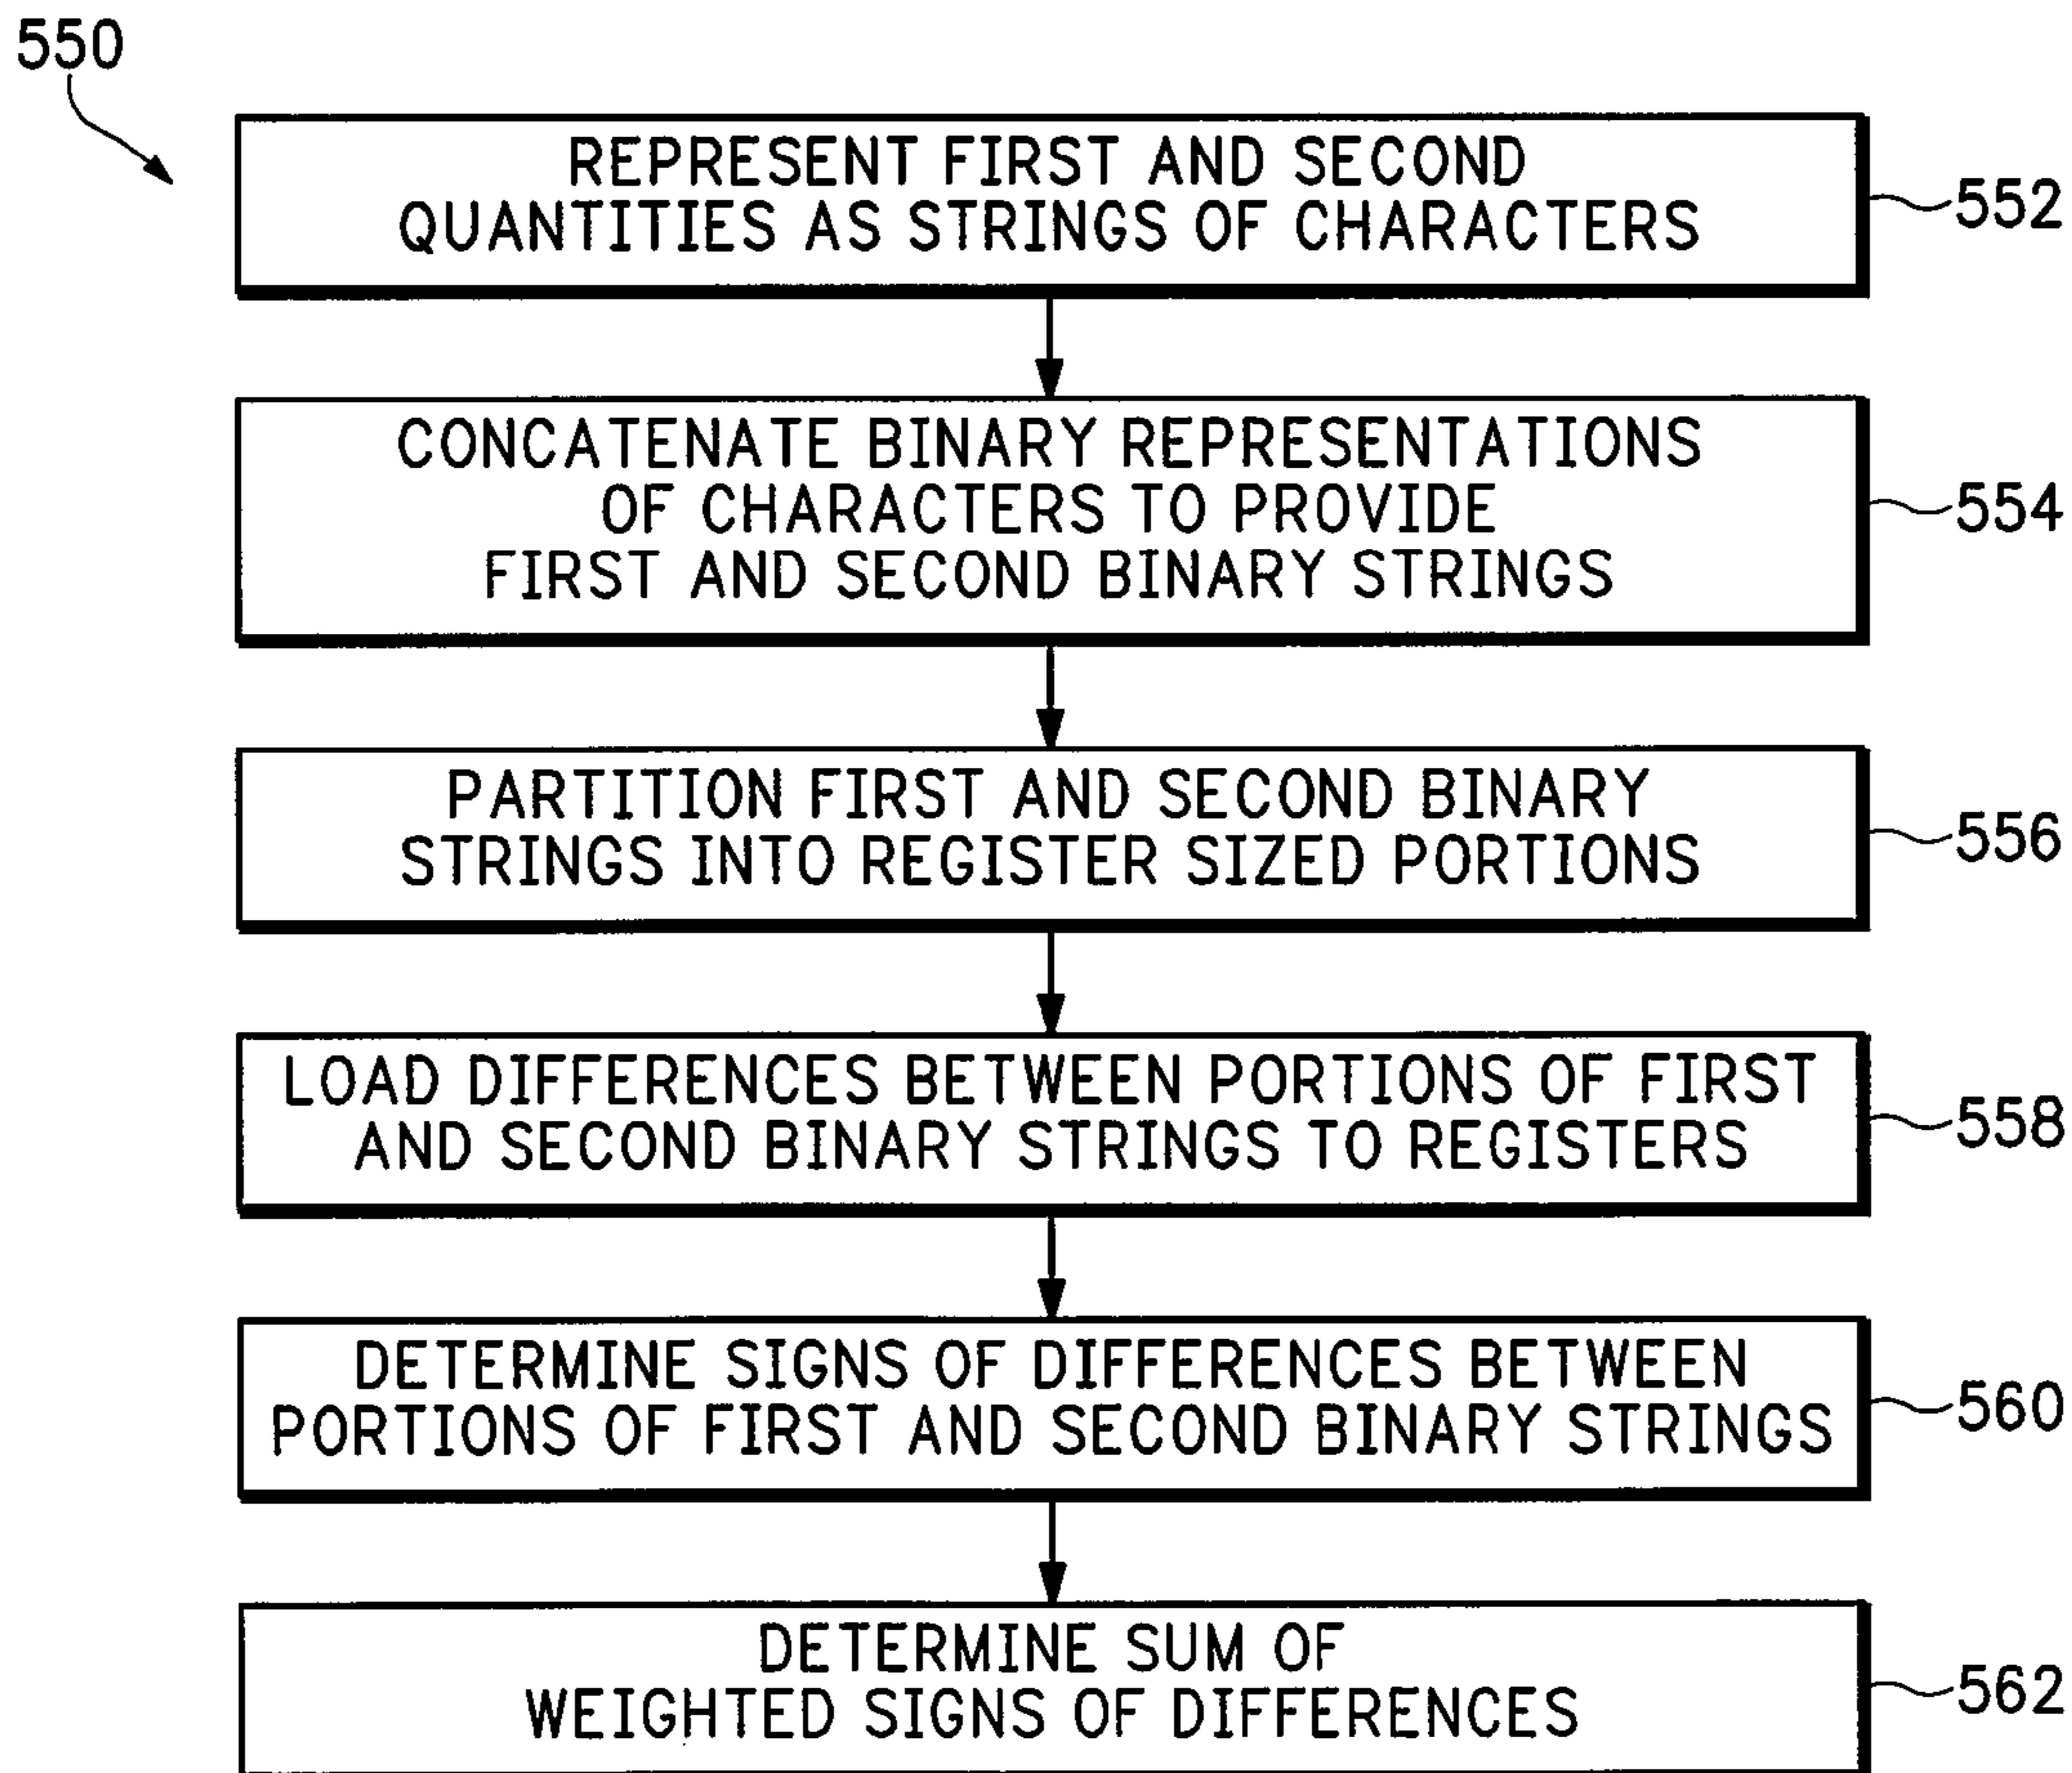 550
REPRESENT FIRST AND SECOND
QUANTITIES AS STRINGS OF CHARACTERS
552
CONCATENATE BINARY REPRESENTATIONS
OF CHARACTERS TO PROVIDE
FIRST AND SECOND BINARY STRINGS
554
PARTITION FIRST AND SECOND BINARY
STRINGS INTO REGISTER SIZED PORTIONS
556
LOAD DIFFERENCES BETWEEN PORTIONS OF FIRST
AND SECOND BINARY STRINGS TO REGISTERS
558
DETERMINE SIGNS OF DIFFERENCES BETWEEN
PORTIONS OF FIRST AND SECOND BINARY STRINGS
560
DETERMINE SUM OF
WEIGHTED SIGNS OF DIFFERENCES
562